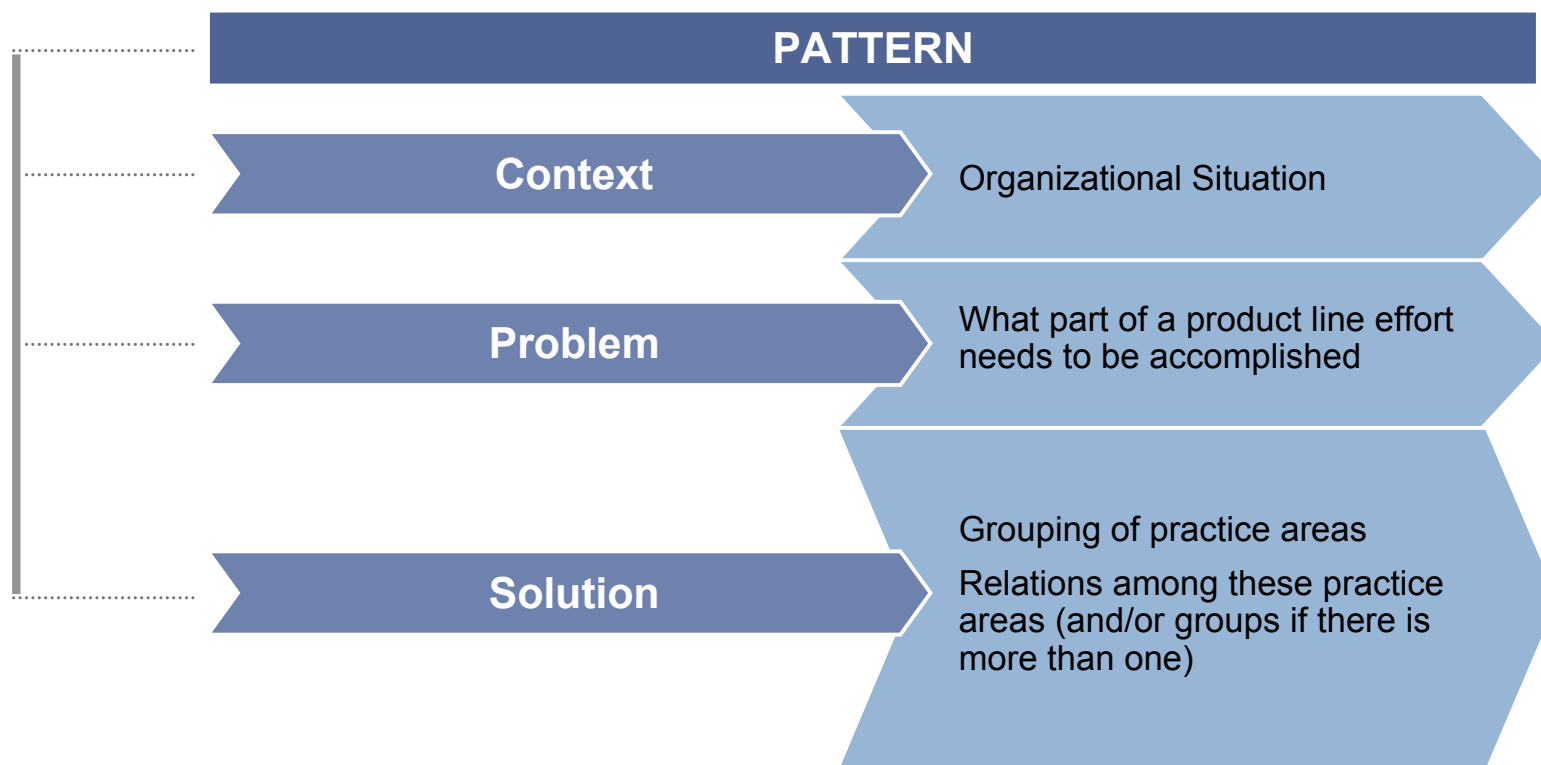 PATTERN
Context
Organizational Situation
Problem
What part of a product line effort
needs to be accomplished
Solution
Grouping of practice areas
Relations among these practice
areas (and/or groups if there is
more than one)